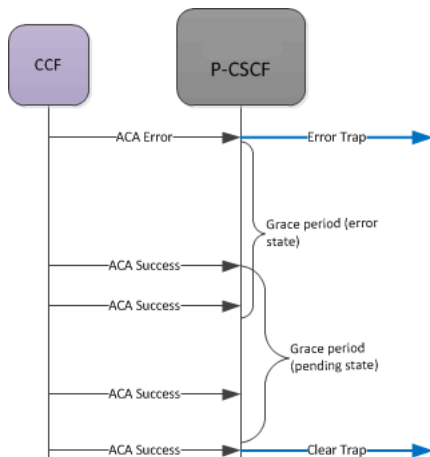 CCF
P-CSCF
ACA Error
Error Trap
Grace period (error
state)
ACA Success
ACA Success
Grace period
(pending state)
ACA Success
ACA Success
Clear Trap